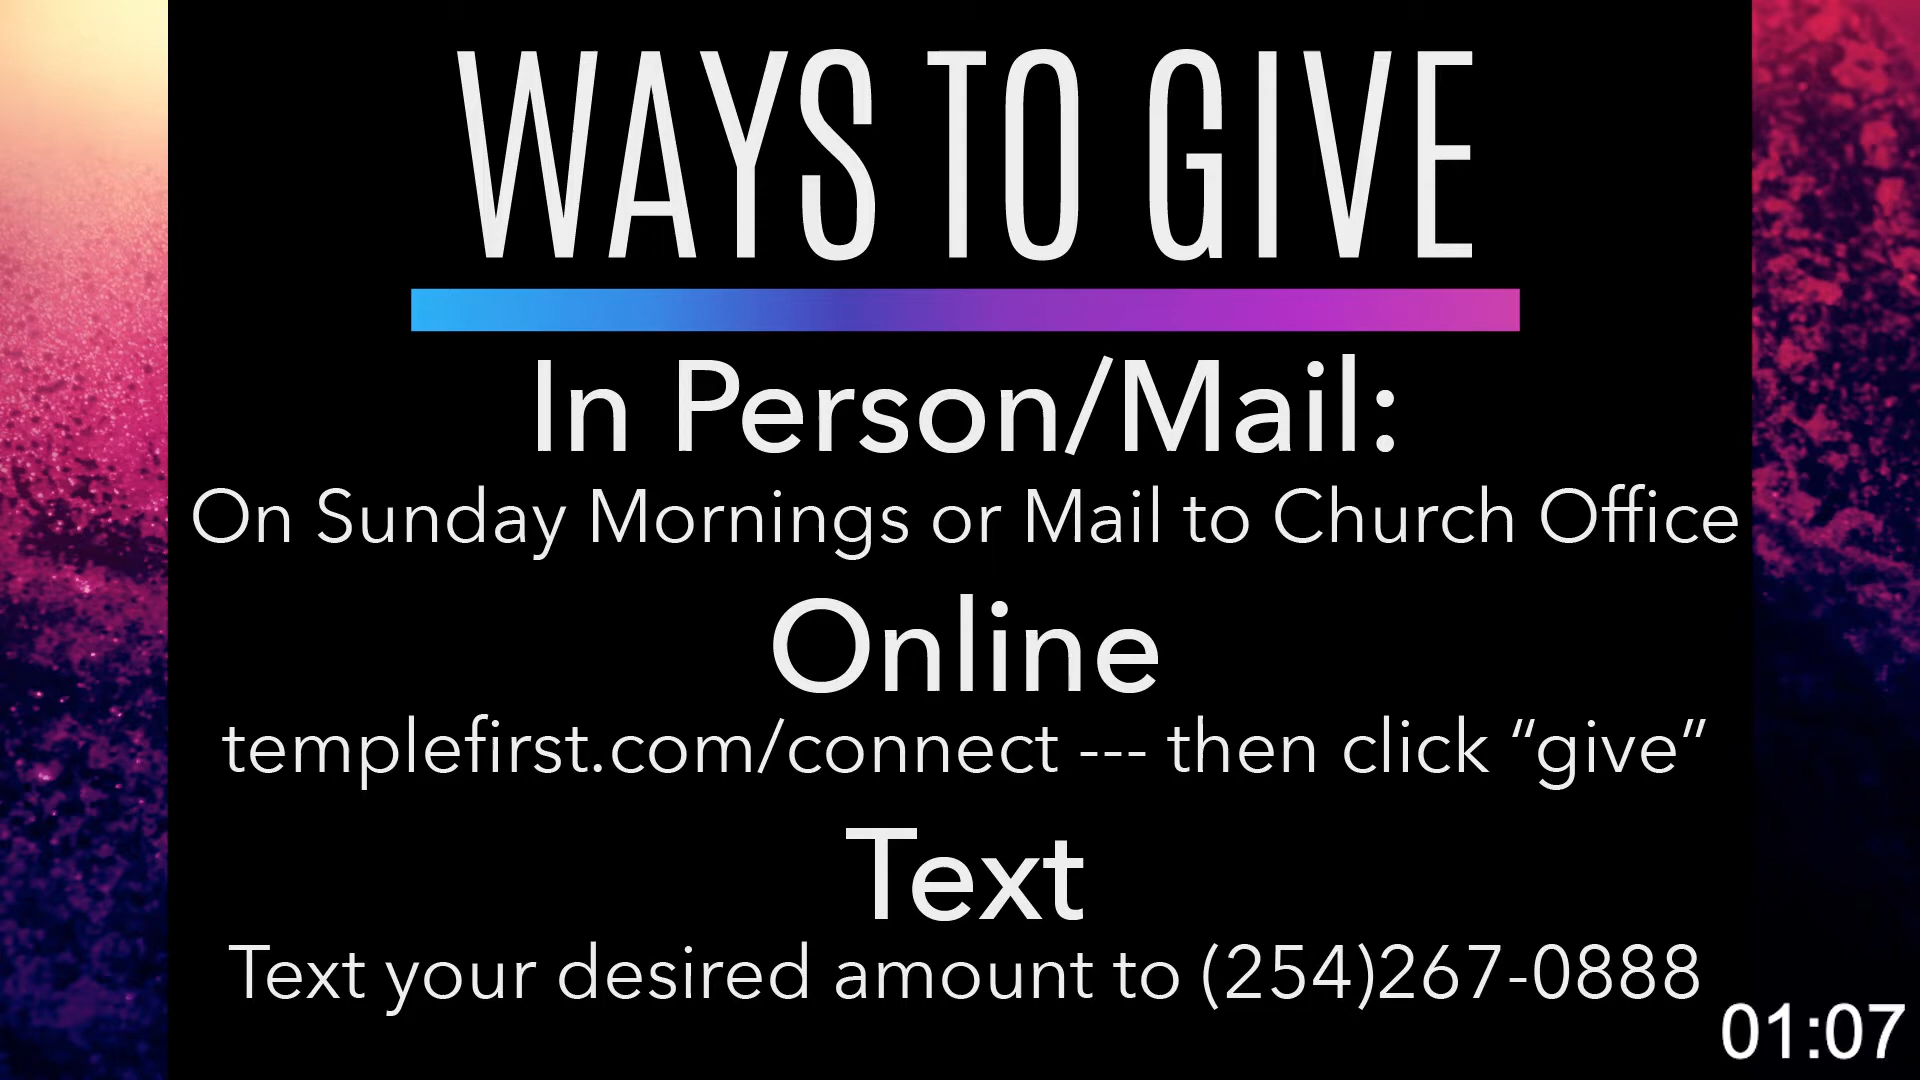 WAYS TO GIVE
In Person/Mail:
On Sunday Mornings or Mail to Church Office
Online
templefirst.com/connect --- then click “give”
Text
Text your desired amount to (254)267-0888
01:07